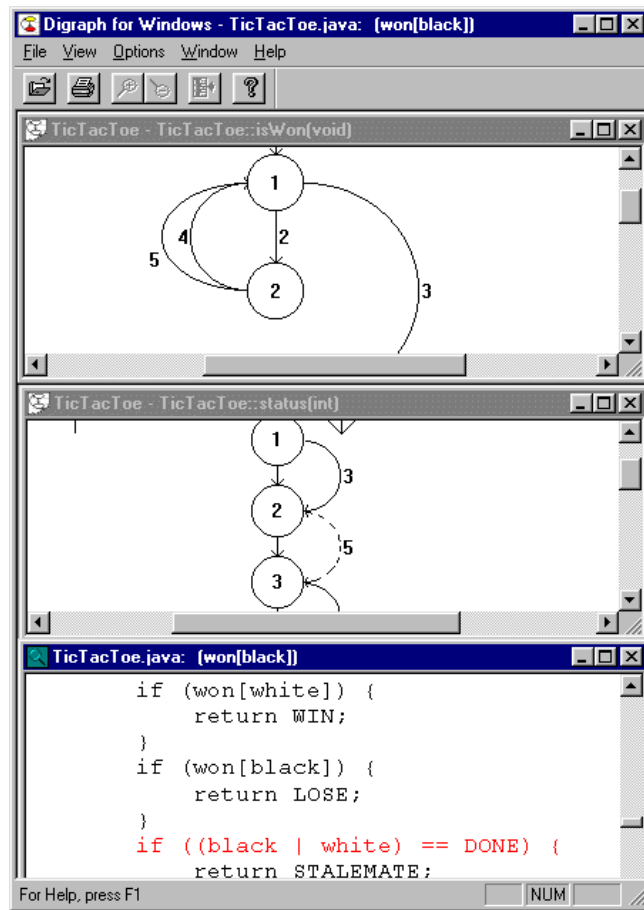 Digraph for Windows - TicTacToe.java: (won[black])
File View Options Window Help
TicTacToe - TicTacToe::isWon(void)
1
4
2
5
2
3
TicTacToe - TicTacToe::status(int)
1
3
2
5
3
TicTacToe.java: (won[black])
if (won[white]) {
return WIN;
}
if (won[black]) {
return LOSE;
}
if ((black | white) == DONE) {
return STALEMATE;
For Help, press F1
NUM